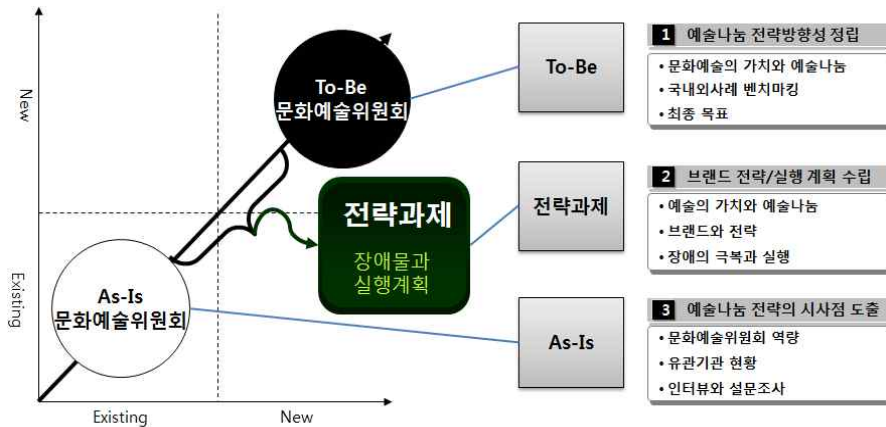 New
Existing
To-Be
문화예술위원회
As-Is
문화예술위원회
전략과제
장애물과
실행계획
Existing
New
To-Be
전략과제
As-Is
1 예술나눔 전략방향성 정립
• 문화예술의 가치와 예술나눔
• 국내외사례 벤치마킹
• 최종 목표
2 브랜드 전략/실행 계획 수립
• 예술의 가치와 예술나눔
• 브랜드와 전략
• 장애의 극복과 실행
3 예술나눔 전략의 시사점 도출
• 문화예술위원회 역량
• 유관기관 현황
• 인터뷰와 설문조사